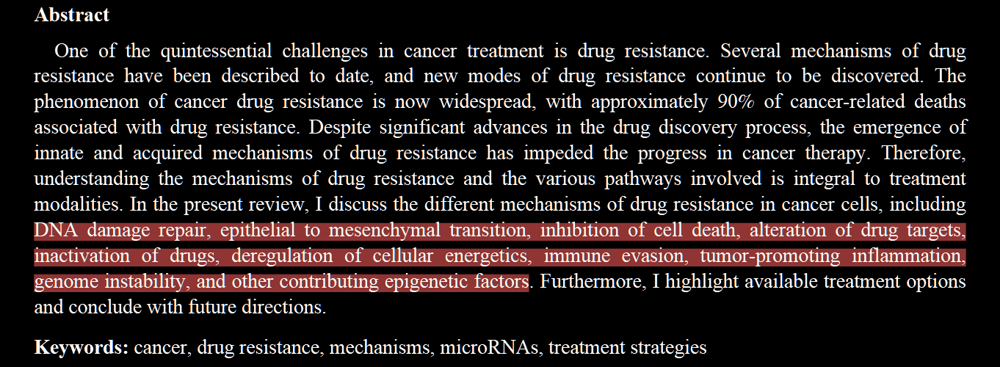 Abstract
One of the quintessential challenges in cancer treatment is drug resistance. Several mechanisms of drug
resistance have been described to date, and new modes of drug resistance continue to be discovered. The
phenomenon of cancer drug resistance is now widespread, with approximately 90% of cancer-related deaths
associated with drug resistance. Despite significant advances in the drug discovery process, the emergence of
innate and acquired mechanisms of drug resistance has impeded the progress in cancer therapy. Therefore,
understanding the mechanisms of drug resistance and the various pathways involved is integral to treatment
modalities. In the present review, I discuss the different mechanisms of drug resistance in cancer cells, including
DNA damage repair, epithelial to mesenchymal transition, inhibition of cell death, alteration of drug targets,
inactivation of drugs, deregulation of cellular energetics, immune evasion, tumor-promoting inflammation,
genome instability, and other contributing epigenetic factors. Furthermore, I highlight available treatment options
and conclude with future directions.
Keywords: cancer, drug resistance, mechanisms, microRNAs, treatment strategies